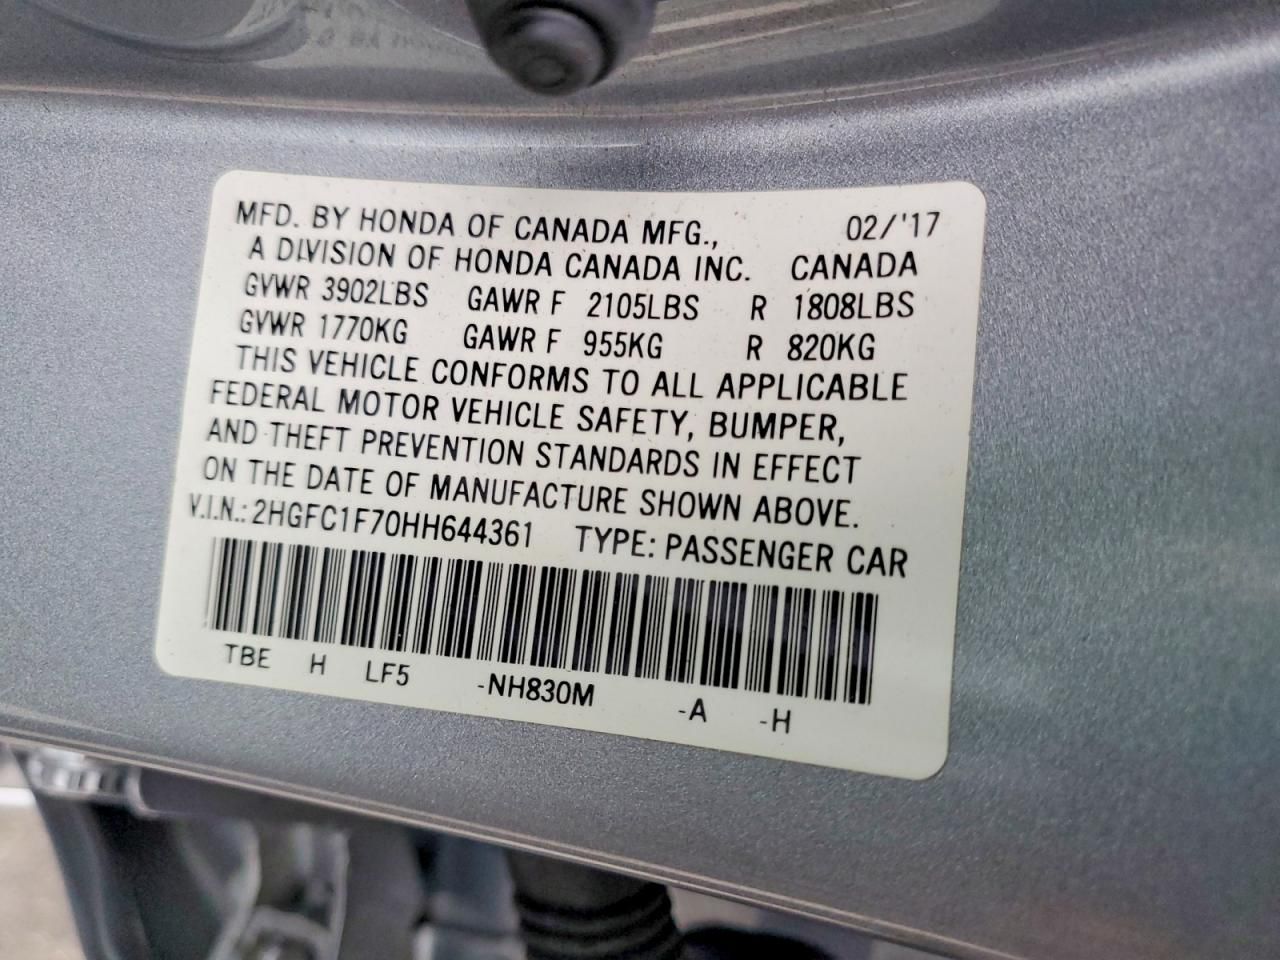 MFD. BY HONDA OF CANADA MFG., 02/'17
A DIVISION OF HONDA CANADA INC. CANADA
GVWR 3902LBS GAWR F 2105LBS R 1808LBS
GVWR 1770KG GAWR F 955KG R 820KG
THIS VEHICLE CONFORMS TO ALL APPLICABLE
FEDERAL MOTOR VEHICLE SAFETY, BUMPER,
AND THEFT PREVENTION STANDARDS IN EFFECT
ON THE DATE OF MANUFACTURE SHOWN ABOVE.
V.I.N.: 2HGFC1F70HH644361 TYPE: PASSENGER CAR
TBE H LF5 -NH830M -A -H